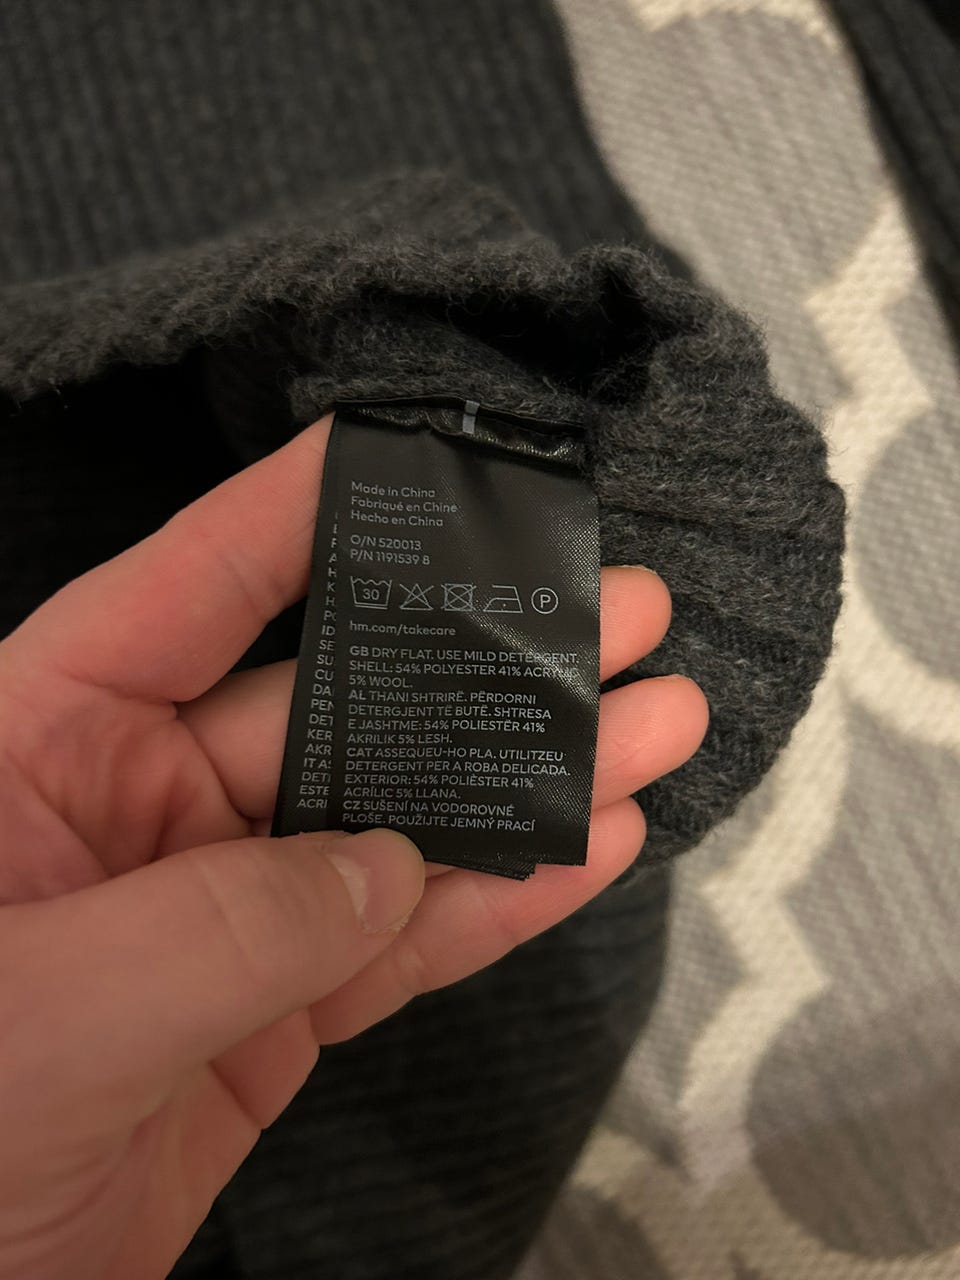 Made in China
Fabriqué en Chine
Hecho en China
O/N 520013
P/N 1191539 8
30
P
hm.com/takecare
GB DRY FLAT. USE MILD DETERGENT.
SHELL: 54% POLYESTER 41% ACRYLIC
5% WOOL.
AL THANI SHTRIRË. PËRDORNI
DETERGJENT TË BUTË. SHTRESA
E JASHTME: 54% POLIESTËR 41%
AKRILIK 5% LESH.
CAT ASSEQUEU-HO PLA. UTILITZEU
DETERGENT PER A ROBA DELICADA.
EXTERIOR: 54% POLIÈSTER 41%
ACRÍLIC 5% LLANA.
CZ SUŠENÍ NA VODOROVNÉ
PLOŠE. POUŽIJTE JEMNÝ PRACÍ